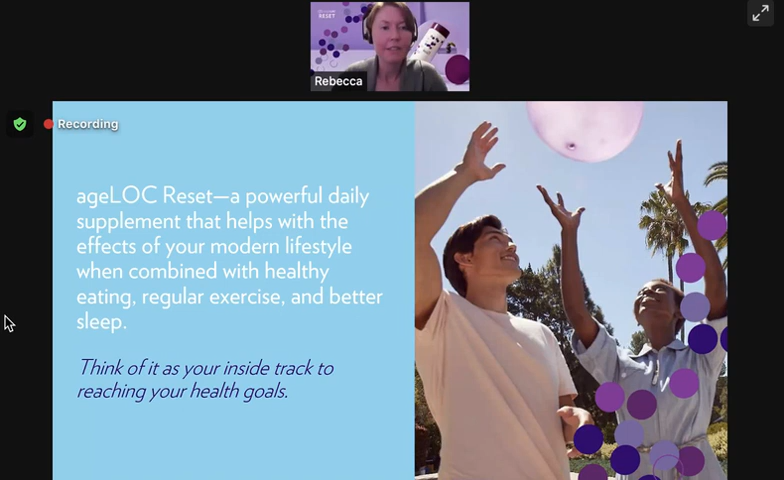 RESET
Rebecca
Recording
ageLOC Reset—a powerful daily
supplement that helps with the
effects of your modern lifestyle
when combined with healthy
eating, regular exercise, and better
sleep.
Think of it as your inside track to
reaching your health goals.